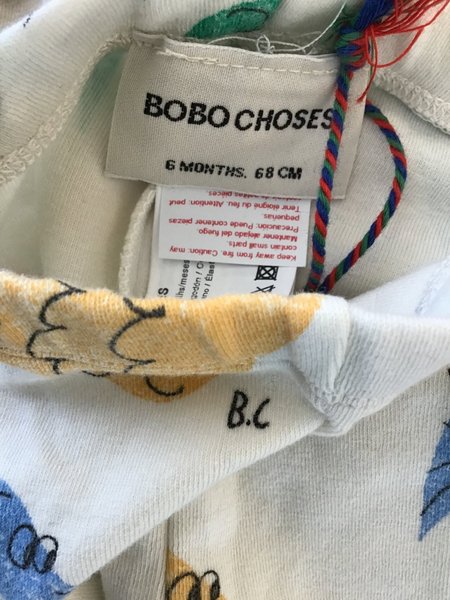 BOBO CHOSES
6 MONTHS. 68 CM
Keep away from fire. Caution: may
contain small parts.
Mantener alejado del fuego.
Precaución: Puede contener piezas
pequeñas.
Tenir éloigné du feu. Attention: peut
B.C